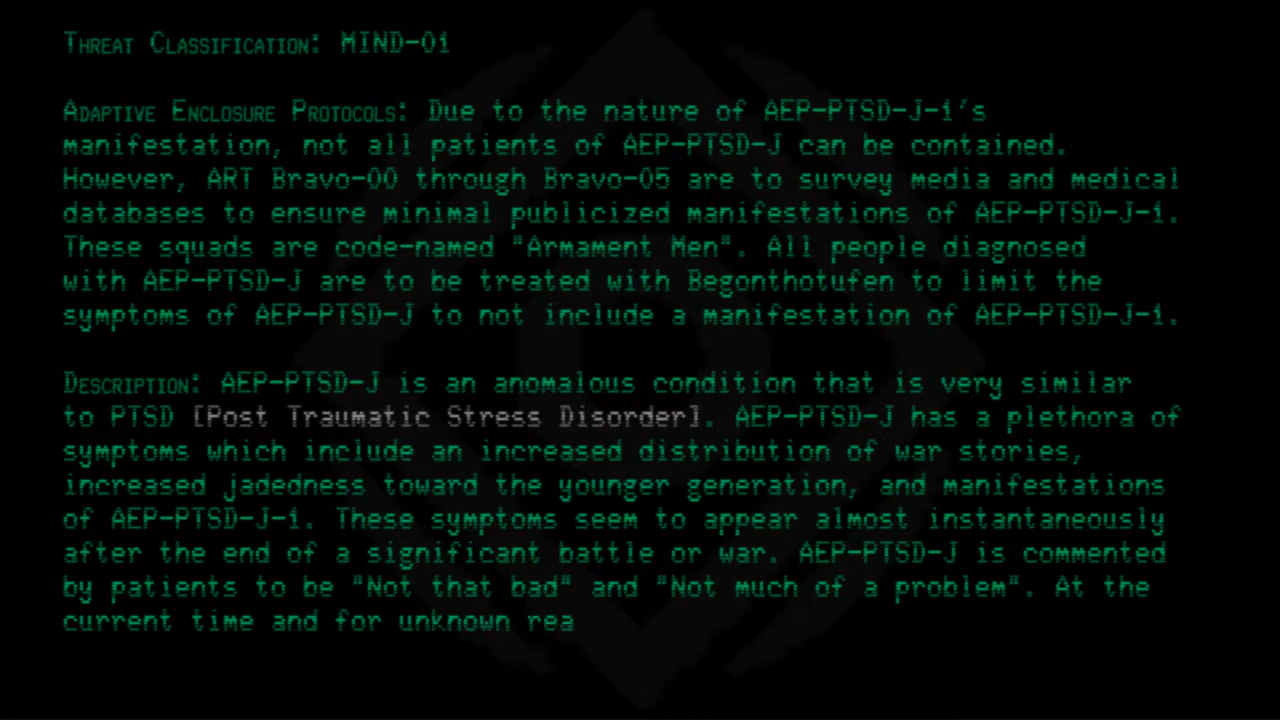 Threat Classification: MIND-01
Adaptive Enclosure Protocols: Due to the nature of AEP-PTSD-J-1's
manifestation, not all patients of AEP-PTSD-J can be contained.
However, ART Bravo-00 through Bravo-05 are to survey media and medical
databases to ensure minimal publicized manifestations of AEP-PTSD-J-1.
These squads are code-named "Armament Men". All people diagnosed
with AEP-PTSD-J are to be treated with Begonthotufen to limit the
symptoms of AEP-PTSD-J to not include a manifestation of AEP-PTSD-J-1.
Description: AEP-PTSD-J is an anomalous condition that is very similar
to PTSD [Post Traumatic Stress Disorder]. AEP-PTSD-J has a plethora of
symptoms which include an increased distribution of war stories,
increased jadedness toward the younger generation, and manifestations
of AEP-PTSD-J-1. These symptoms seem to appear almost instantaneously
after the end of a significant battle or war. AEP-PTSD-J is commented
by patients to be "Not that bad" and "Not much of a problem". At the
current time and for unknown rea